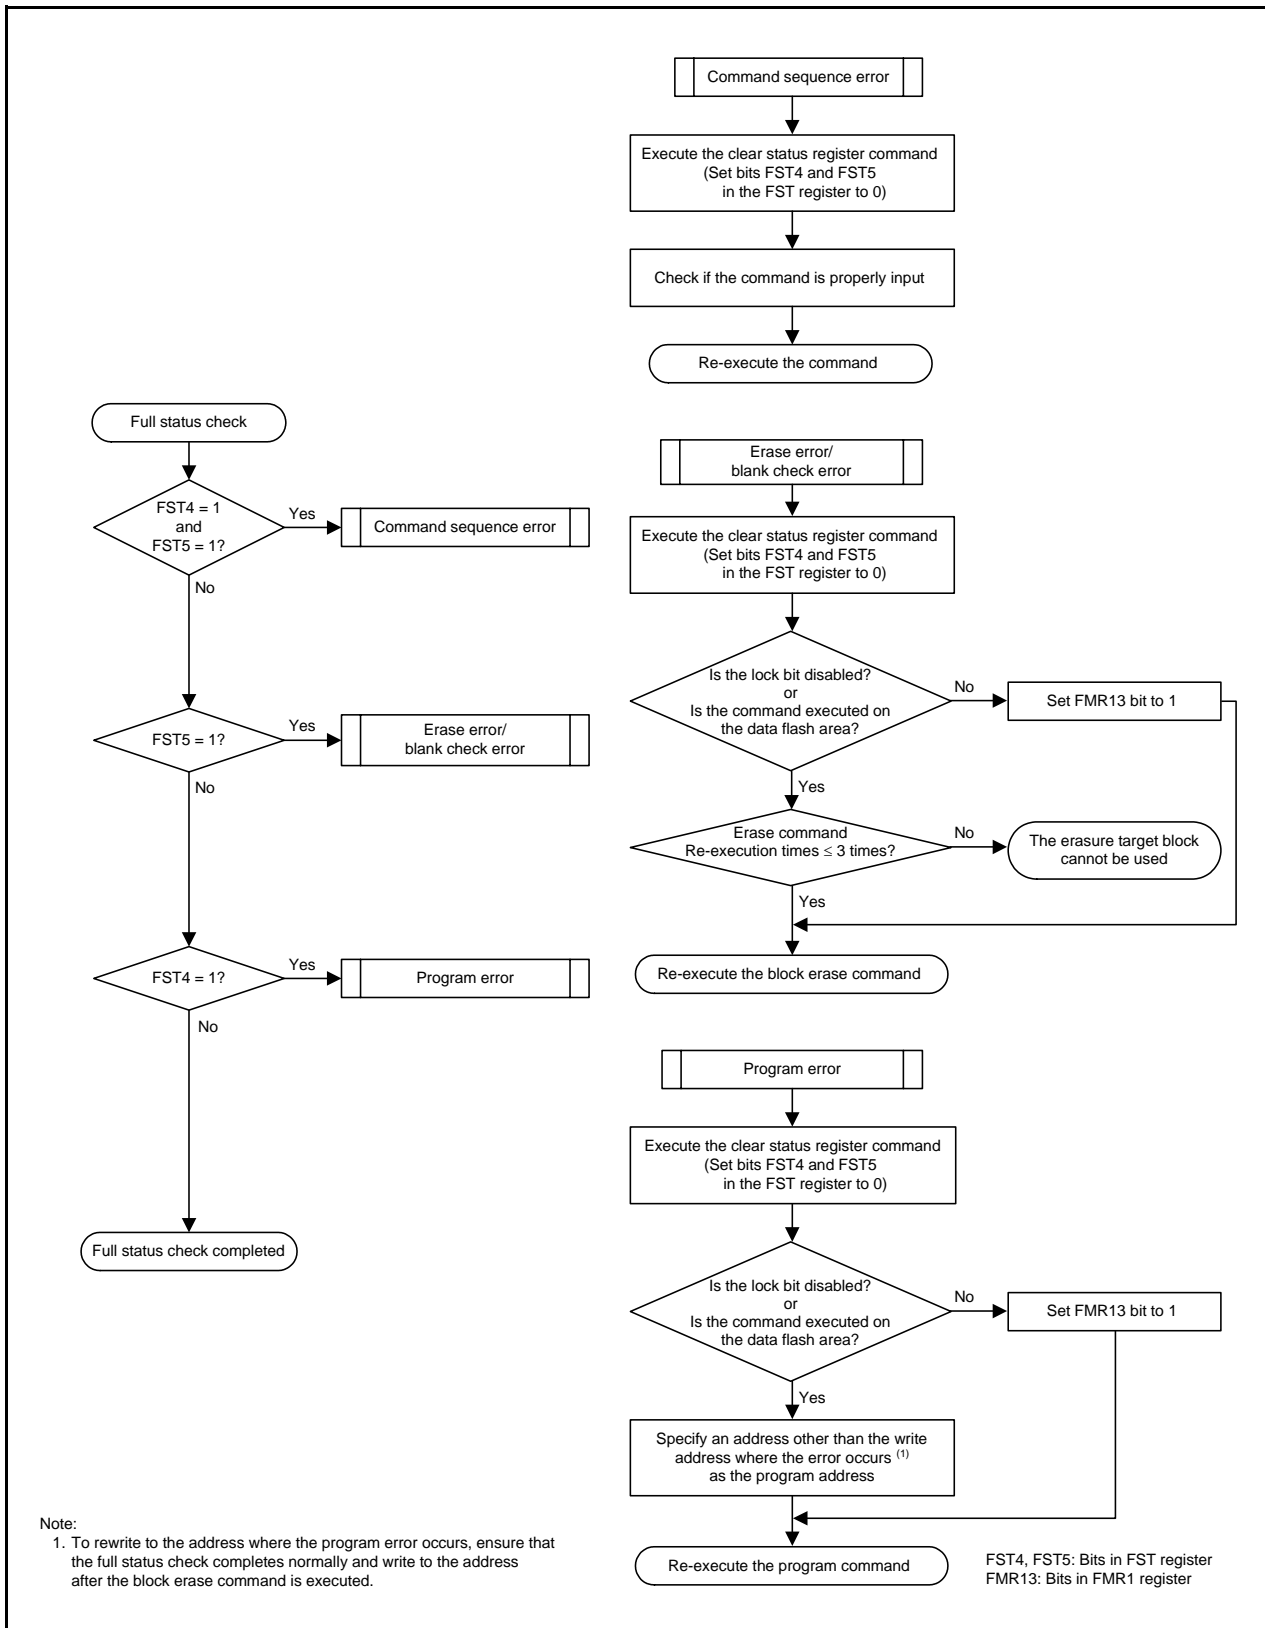 Command sequence error
Execute the clear status register command
(Set bits FST4 and FST5
in the FST register to 0)
Check if the command is properly input
Re-execute the command
Full status check
FST4 = 1
and
FST5 = 1?
Yes
Command sequence error
No
FST5 = 1?
Yes
Erase error/
blank check error
No
FST4 = 1?
Yes
Program error
No
Full status check completed
Erase error/
blank check error
Execute the clear status register command
(Set bits FST4 and FST5
in the FST register to 0)
Is the lock bit disabled?
or
Is the command executed on
the data flash area?
No
Set FMR13 bit to 1
Yes
Erase command
Re-execution times ≤ 3 times?
No
The erasure target block
cannot be used
Yes
Re-execute the block erase command
Program error
Execute the clear status register command
(Set bits FST4 and FST5
in the FST register to 0)
Is the lock bit disabled?
or
Is the command executed on
the data flash area?
No
Set FMR13 bit to 1
Yes
Specify an address other than the write
address where the error occurs (1)
as the program address
Re-execute the program command
Note:
1. To rewrite to the address where the program error occurs, ensure that
the full status check completes normally and write to the address
after the block erase command is executed.
FST4, FST5: Bits in FST register
FMR13: Bits in FMR1 register